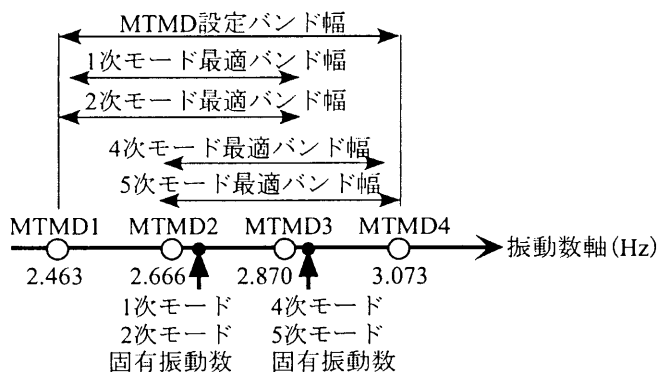 MTMD設定バンド幅
1次モード最適バンド幅
2次モード最適バンド幅
4次モード最適バンド幅
5次モード最適バンド幅
MTMD1 MTMD2 MTMD3 MTMD4
振動数軸(Hz)
2.463 2.666 2.870 3.073
1次モード 4次モード
2次モード 5次モード
固有振動数 固有振動数